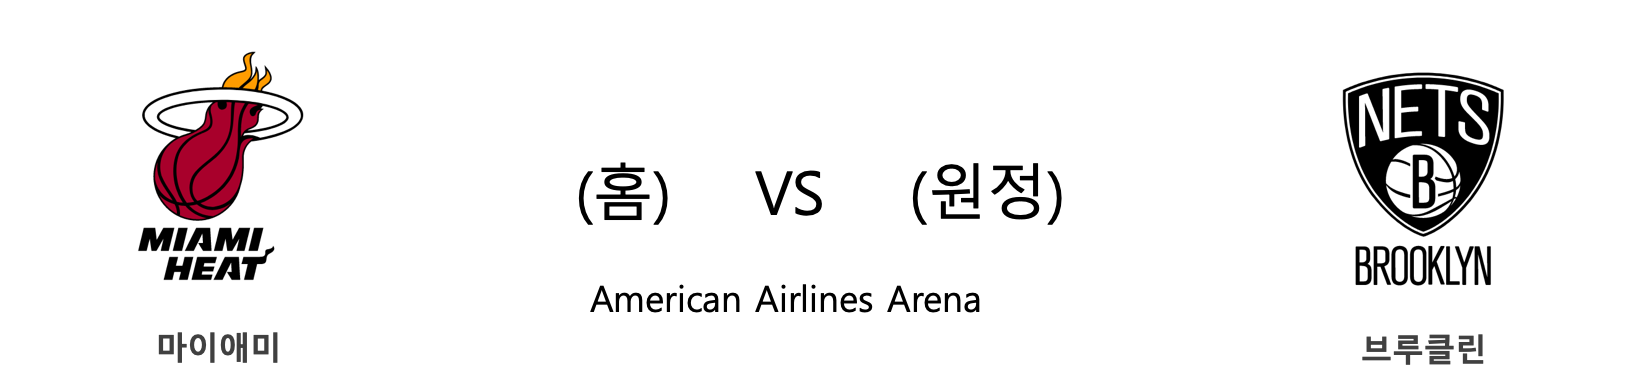 MIAMI
HEAT
마이애미
(홈) VS (원정)
American Airlines Arena
NETS
B
BROOKLYN
브루클린